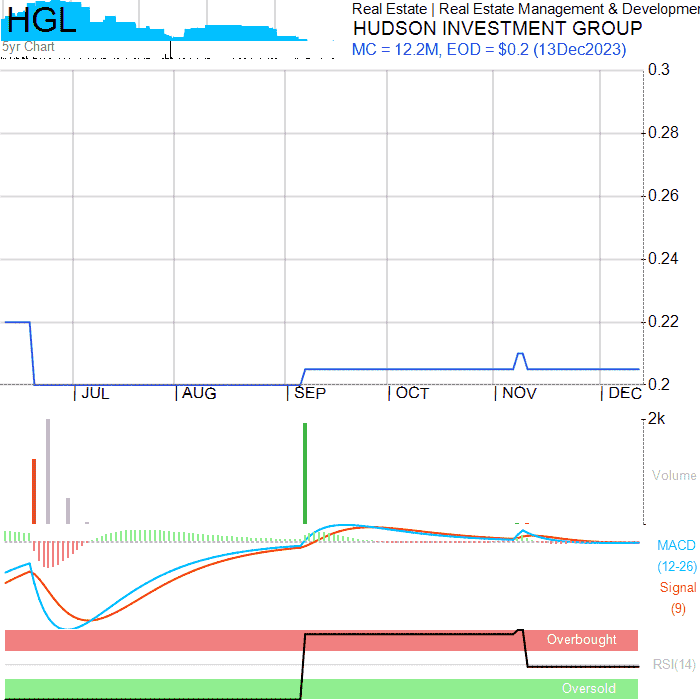 HGL
5yr Chart
Real Estate | Real Estate Management & Developmen
HUDSON INVESTMENT GROUP
MC = 12.2M, EOD = $0.2 (13Dec2023)
0.3
0.28
0.26
0.24
0.22
0.2
| JUL | AUG | SEP | OCT | NOV | DEC
2k
Volume
MACD
(12-26)
Signal
(9)
Overbought
RSI(14)
Oversold